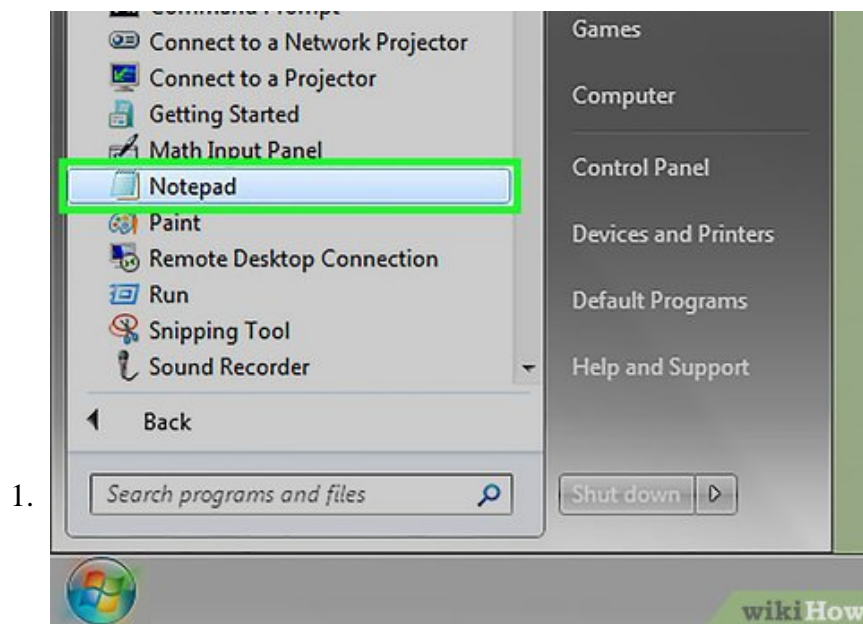 Command Prompt
Connect to a Network Projector
Connect to a Projector
Getting Started
Math Input Panel
Notepad
Paint
Remote Desktop Connection
Run
Snipping Tool
Sound Recorder
Back
Search programs and files
Games
Computer
Control Panel
Devices and Printers
Default Programs
Help and Support
Shut down
1.
wikiHow